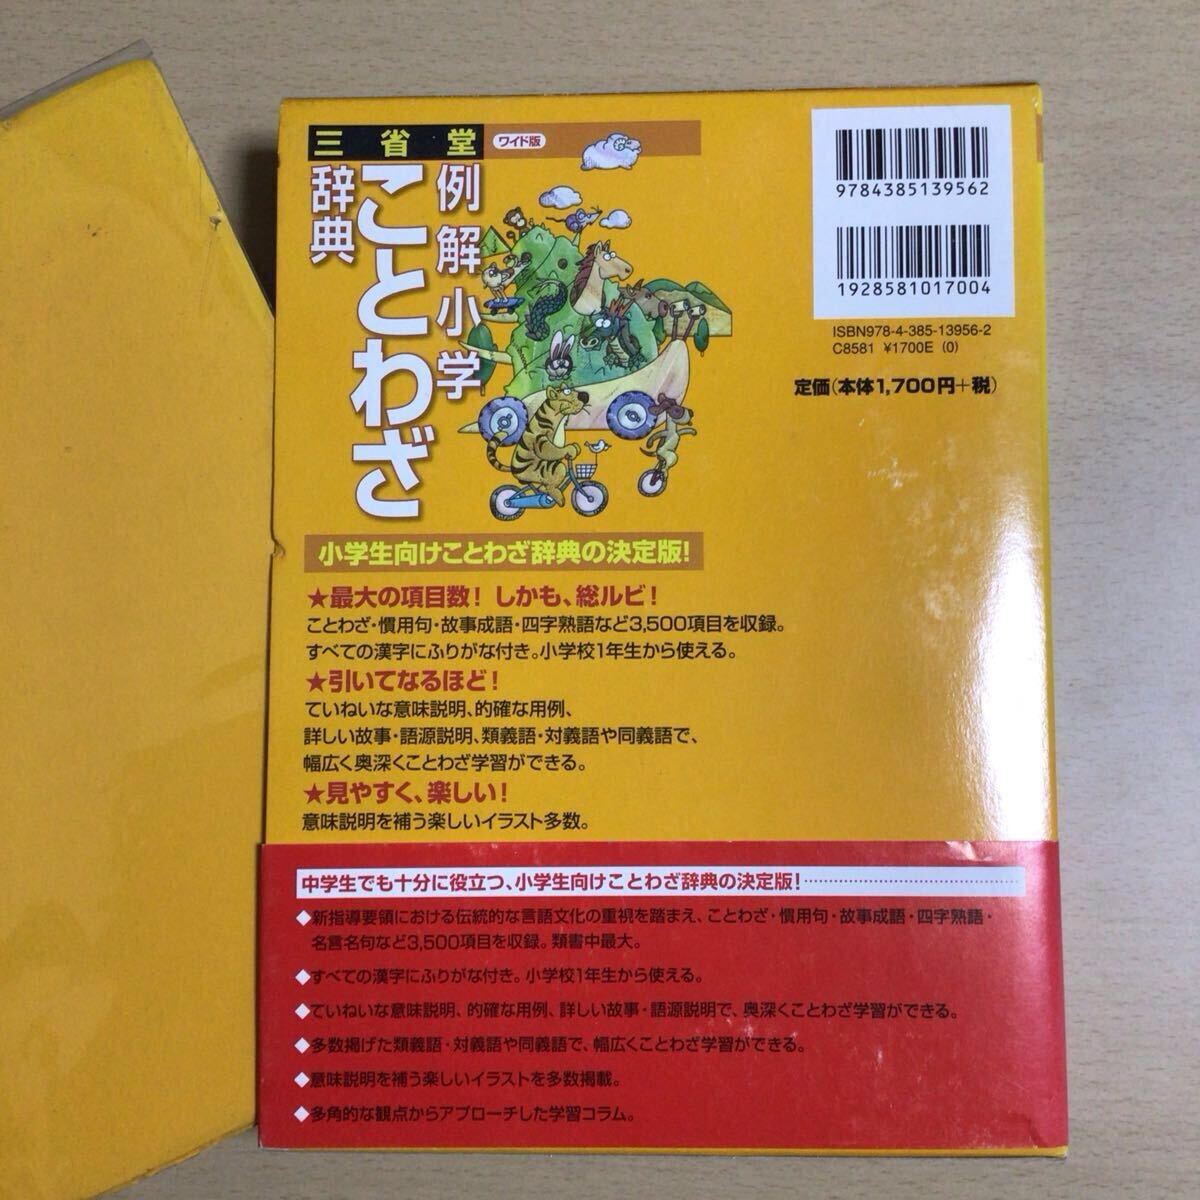 三省堂
ワイド版
例解小学
ことわざ
辞典
9784385139562
1928581017004
ISBN978-4-385-13956-2
C8581 ¥1700E (0)
定価(本体1,700円+税)
小学生向けことわざ辞典の決定版!
★最大の項目数! しかも、総ルビ!
ことわざ・慣用句・故事成語・四字熟語など3,500項目を収録。
すべての漢字にふりがな付き。小学校1年生から使える。
★引いてなるほど!
ていねいな意味説明、的確な用例、
詳しい故事・語源説明、類義語・対義語や同義語で、
幅広く奥深くことわざ学習ができる。
★見やすく、楽しい!
意味説明を補う楽しいイラスト多数。
中学生でも十分に役立つ、小学生向けことわざ辞典の決定版!
◆新指導要領における伝統的な言語文化の重視を踏まえ、ことわざ・慣用句・故事成語・四字熟語・
名言名句など3,500項目を収録。類書中最大。
◆すべての漢字にふりがな付き。小学校1年生から使える。
◆ていねいな意味説明、的確な用例、詳しい故事・語源説明で、奥深くことわざ学習ができる。
◆多数掲げた類義語・対義語や同義語で、幅広くことわざ学習ができる。
◆意味説明を補う楽しいイラストを多数掲載。
◆多角的な観点からアプローチした学習コラム。